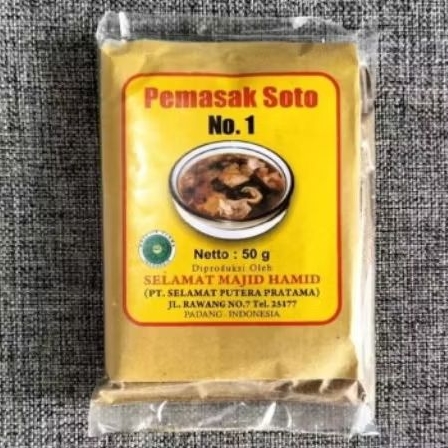 Pemasak Soto
No. 1
Netto : 50 g
Diproduksi Oleh
SELAMAT MAJID HAMID
(PT. SELAMAT PUTERA PRATAMA)
JL. RAWANG NO.7 Tel. 25177
PADANG - INDONESIA